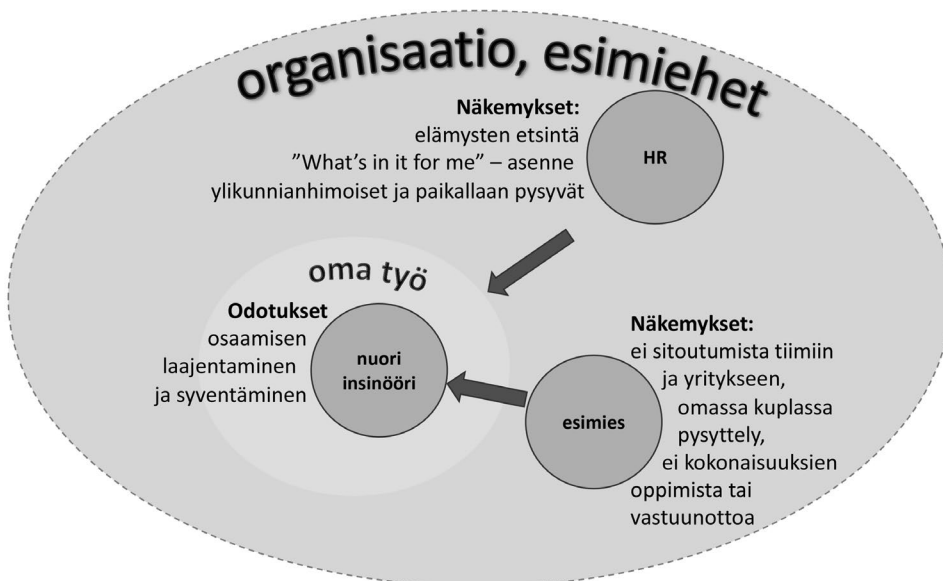 organisaatio, esimiehet
Näkemykset:
elämysten etsintä
”What’s in it for me” – asenne
ylikunnianhimoiset ja paikallaan pysyvät
HR
oma työ
Odotukset
osaamisen
laajentaminen
ja syventäminen
nuori
insinööri
Näkemykset:
ei sitoutumista tiimiin
ja yritykseen,
omassa kuplassa
pysyttely,
ei kokonaisuuksien
oppimista tai
vastuunottoa
esimies